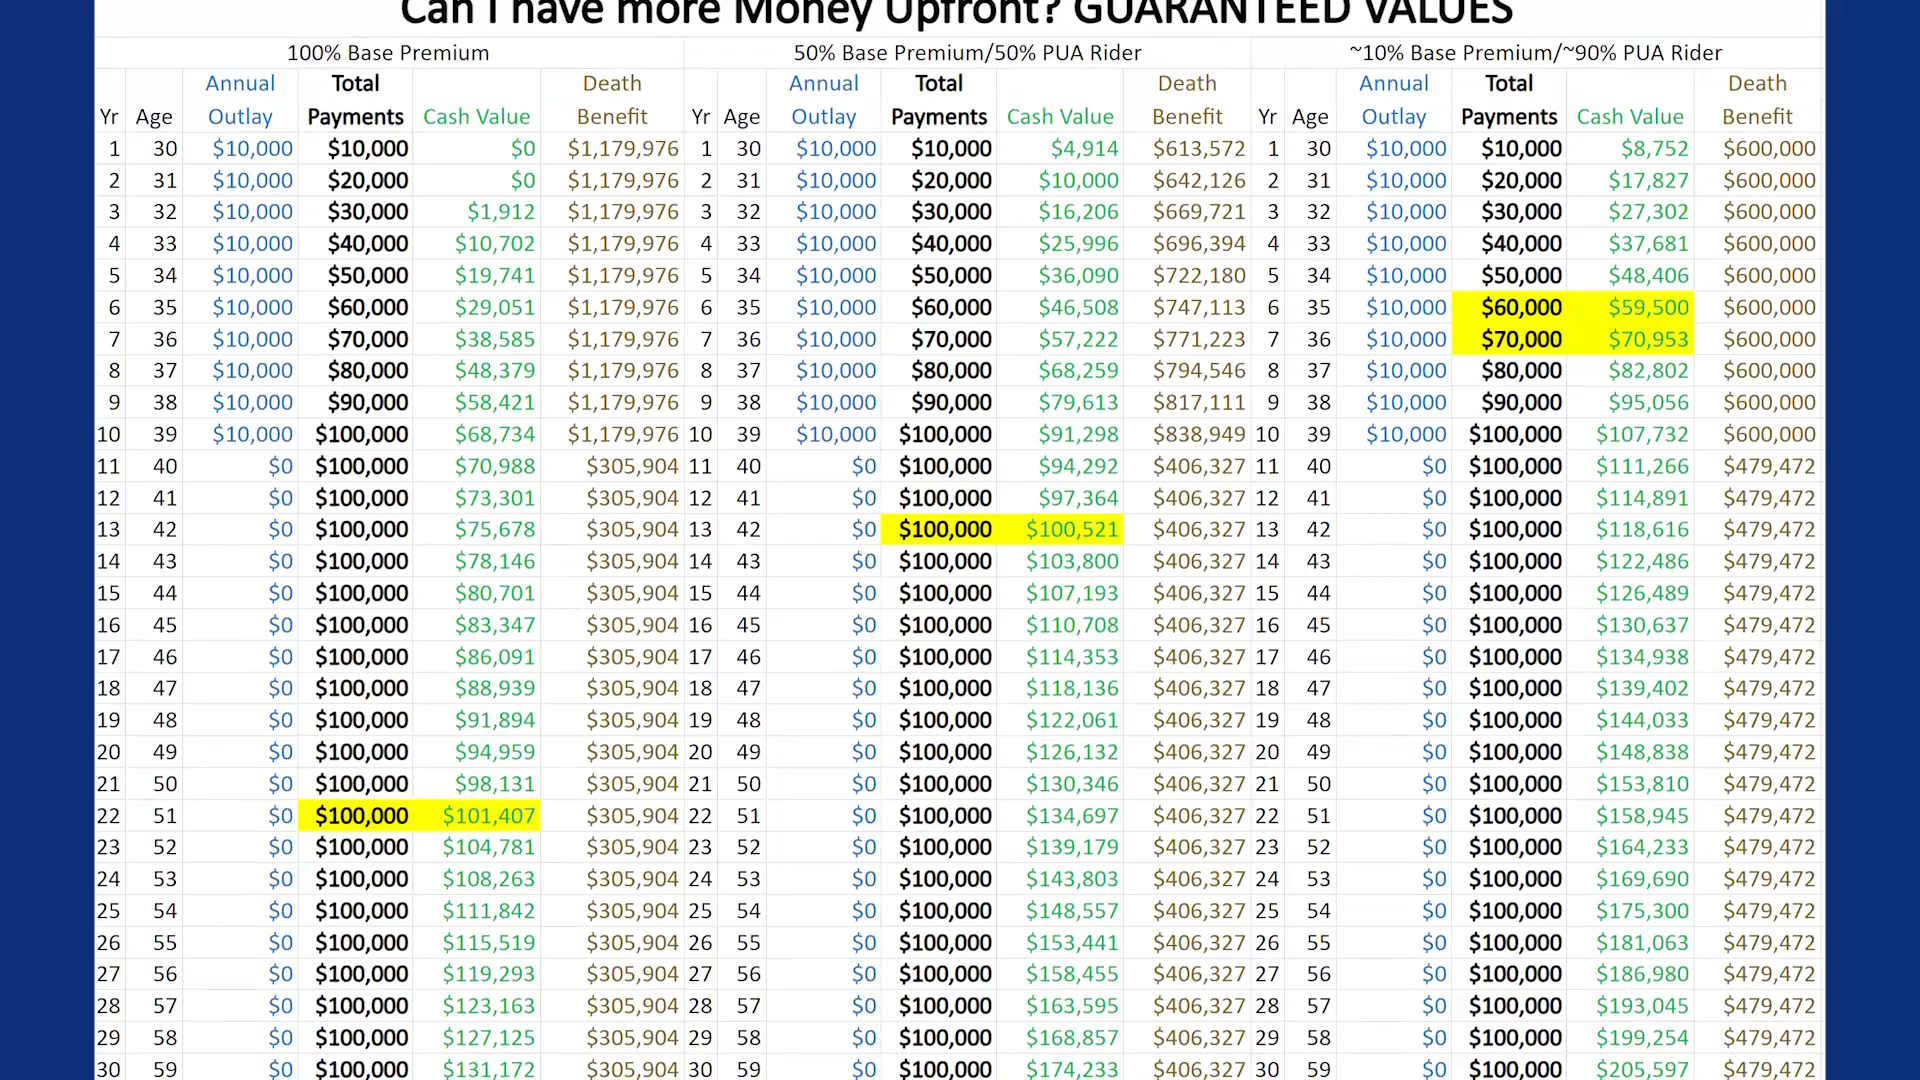 Can I have more Money Upfront? GUARANTEED VALUES
100% Base Premium 50% Base Premium/50% PUA Rider ~10% Base Premium/~90% PUA Rider
Annual Total Death Annual Total Death Annual Total Death
Yr Age Outlay Payments Cash Value Benefit Yr Age Outlay Payments Cash Value Benefit Yr Age Outlay Payments Cash Value Benefit
1 30 $10,000 $10,000 $0 $1,179,976 1 30 $10,000 $10,000 $4,914 $613,572 1 30 $10,000 $10,000 $8,752 $600,000
2 31 $10,000 $20,000 $0 $1,179,976 2 31 $10,000 $20,000 $10,000 $642,126 2 31 $10,000 $20,000 $17,827 $600,000
3 32 $10,000 $30,000 $1,912 $1,179,976 3 32 $10,000 $30,000 $16,206 $669,721 3 32 $10,000 $30,000 $27,302 $600,000
4 33 $10,000 $40,000 $10,702 $1,179,976 4 33 $10,000 $40,000 $25,996 $696,394 4 33 $10,000 $40,000 $37,681 $600,000
5 34 $10,000 $50,000 $19,741 $1,179,976 5 34 $10,000 $50,000 $36,090 $722,180 5 34 $10,000 $50,000 $48,406 $600,000
6 35 $10,000 $60,000 $29,051 $1,179,976 6 35 $10,000 $60,000 $46,508 $747,113 6 35 $10,000 $60,000 $59,500 $600,000
7 36 $10,000 $70,000 $38,585 $1,179,976 7 36 $10,000 $70,000 $57,222 $771,223 7 36 $10,000 $70,000 $70,953 $600,000
8 37 $10,000 $80,000 $48,379 $1,179,976 8 37 $10,000 $80,000 $68,259 $794,546 8 37 $10,000 $80,000 $82,802 $600,000
9 38 $10,000 $90,000 $58,421 $1,179,976 9 38 $10,000 $90,000 $79,613 $817,111 9 38 $10,000 $90,000 $95,056 $600,000
10 39 $10,000 $100,000 $68,734 $1,179,976 10 39 $10,000 $100,000 $91,298 $838,949 10 39 $10,000 $100,000 $107,732 $600,000
11 40 $0 $100,000 $70,988 $305,904 11 40 $0 $100,000 $94,292 $406,327 11 40 $0 $100,000 $111,266 $479,472
12 41 $0 $100,000 $73,301 $305,904 12 41 $0 $100,000 $97,364 $406,327 12 41 $0 $100,000 $114,891 $479,472
13 42 $0 $100,000 $75,678 $305,904 13 42 $0 $100,000 $100,521 $406,327 13 42 $0 $100,000 $118,616 $479,472
14 43 $0 $100,000 $78,146 $305,904 14 43 $0 $100,000 $103,800 $406,327 14 43 $0 $100,000 $122,486 $479,472
15 44 $0 $100,000 $80,701 $305,904 15 44 $0 $100,000 $107,193 $406,327 15 44 $0 $100,000 $126,489 $479,472
16 45 $0 $100,000 $83,347 $305,904 16 45 $0 $100,000 $110,708 $406,327 16 45 $0 $100,000 $130,637 $479,472
17 46 $0 $100,000 $86,091 $305,904 17 46 $0 $100,000 $114,353 $406,327 17 46 $0 $100,000 $134,938 $479,472
18 47 $0 $100,000 $88,939 $305,904 18 47 $0 $100,000 $118,136 $406,327 18 47 $0 $100,000 $139,402 $479,472
19 48 $0 $100,000 $91,894 $305,904 19 48 $0 $100,000 $122,061 $406,327 19 48 $0 $100,000 $144,033 $479,472
20 49 $0 $100,000 $94,959 $305,904 20 49 $0 $100,000 $126,132 $406,327 20 49 $0 $100,000 $148,838 $479,472
21 50 $0 $100,000 $98,131 $305,904 21 50 $0 $100,000 $130,346 $406,327 21 50 $0 $100,000 $153,810 $479,472
22 51 $0 $100,000 $101,407 $305,904 22 51 $0 $100,000 $134,697 $406,327 22 51 $0 $100,000 $158,945 $479,472
23 52 $0 $100,000 $104,781 $305,904 23 52 $0 $100,000 $139,179 $406,327 23 52 $0 $100,000 $164,233 $479,472
24 53 $0 $100,000 $108,263 $305,904 24 53 $0 $100,000 $143,803 $406,327 24 53 $0 $100,000 $169,690 $479,472
25 54 $0 $100,000 $111,842 $305,904 25 54 $0 $100,000 $148,557 $406,327 25 54 $0 $100,000 $175,300 $479,472
26 55 $0 $100,000 $115,519 $305,904 26 55 $0 $100,000 $153,441 $406,327 26 55 $0 $100,000 $181,063 $479,472
27 56 $0 $100,000 $119,293 $305,904 27 56 $0 $100,000 $158,455 $406,327 27 56 $0 $100,000 $186,980 $479,472
28 57 $0 $100,000 $123,163 $305,904 28 57 $0 $100,000 $163,595 $406,327 28 57 $0 $100,000 $193,045 $479,472
29 58 $0 $100,000 $127,125 $305,904 29 58 $0 $100,000 $168,857 $406,327 29 58 $0 $100,000 $199,254 $479,472
30 59 $0 $100,000 $131,172 $305,904 30 59 $0 $100,000 $174,233 $406,327 30 59 $0 $100,000 $205,597 $479,472